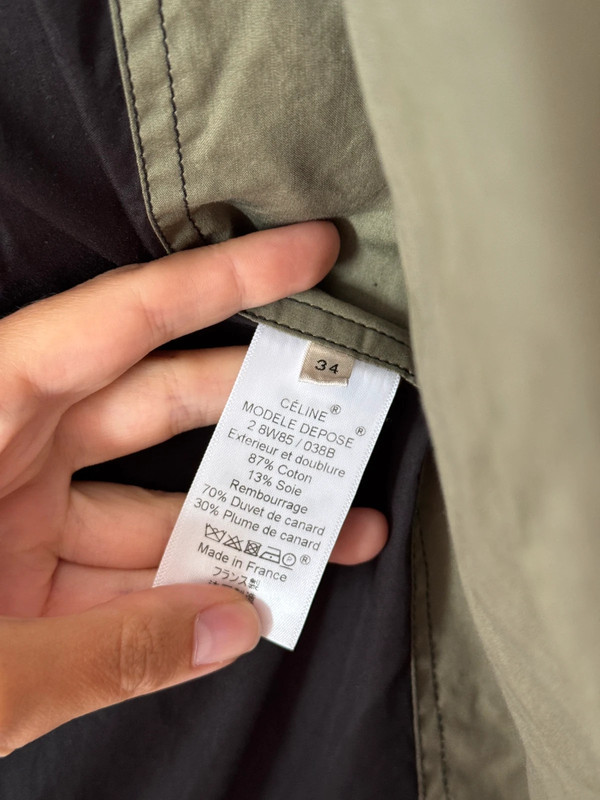 34
CÉLINE®
MODELE DEPOSE®
2 8W85 / 038B
Exterieur et doublure
87% Coton
13% Soie
Rembourrage
70% Duvet de canard
30% Plume de canard
Made in France
フランス製